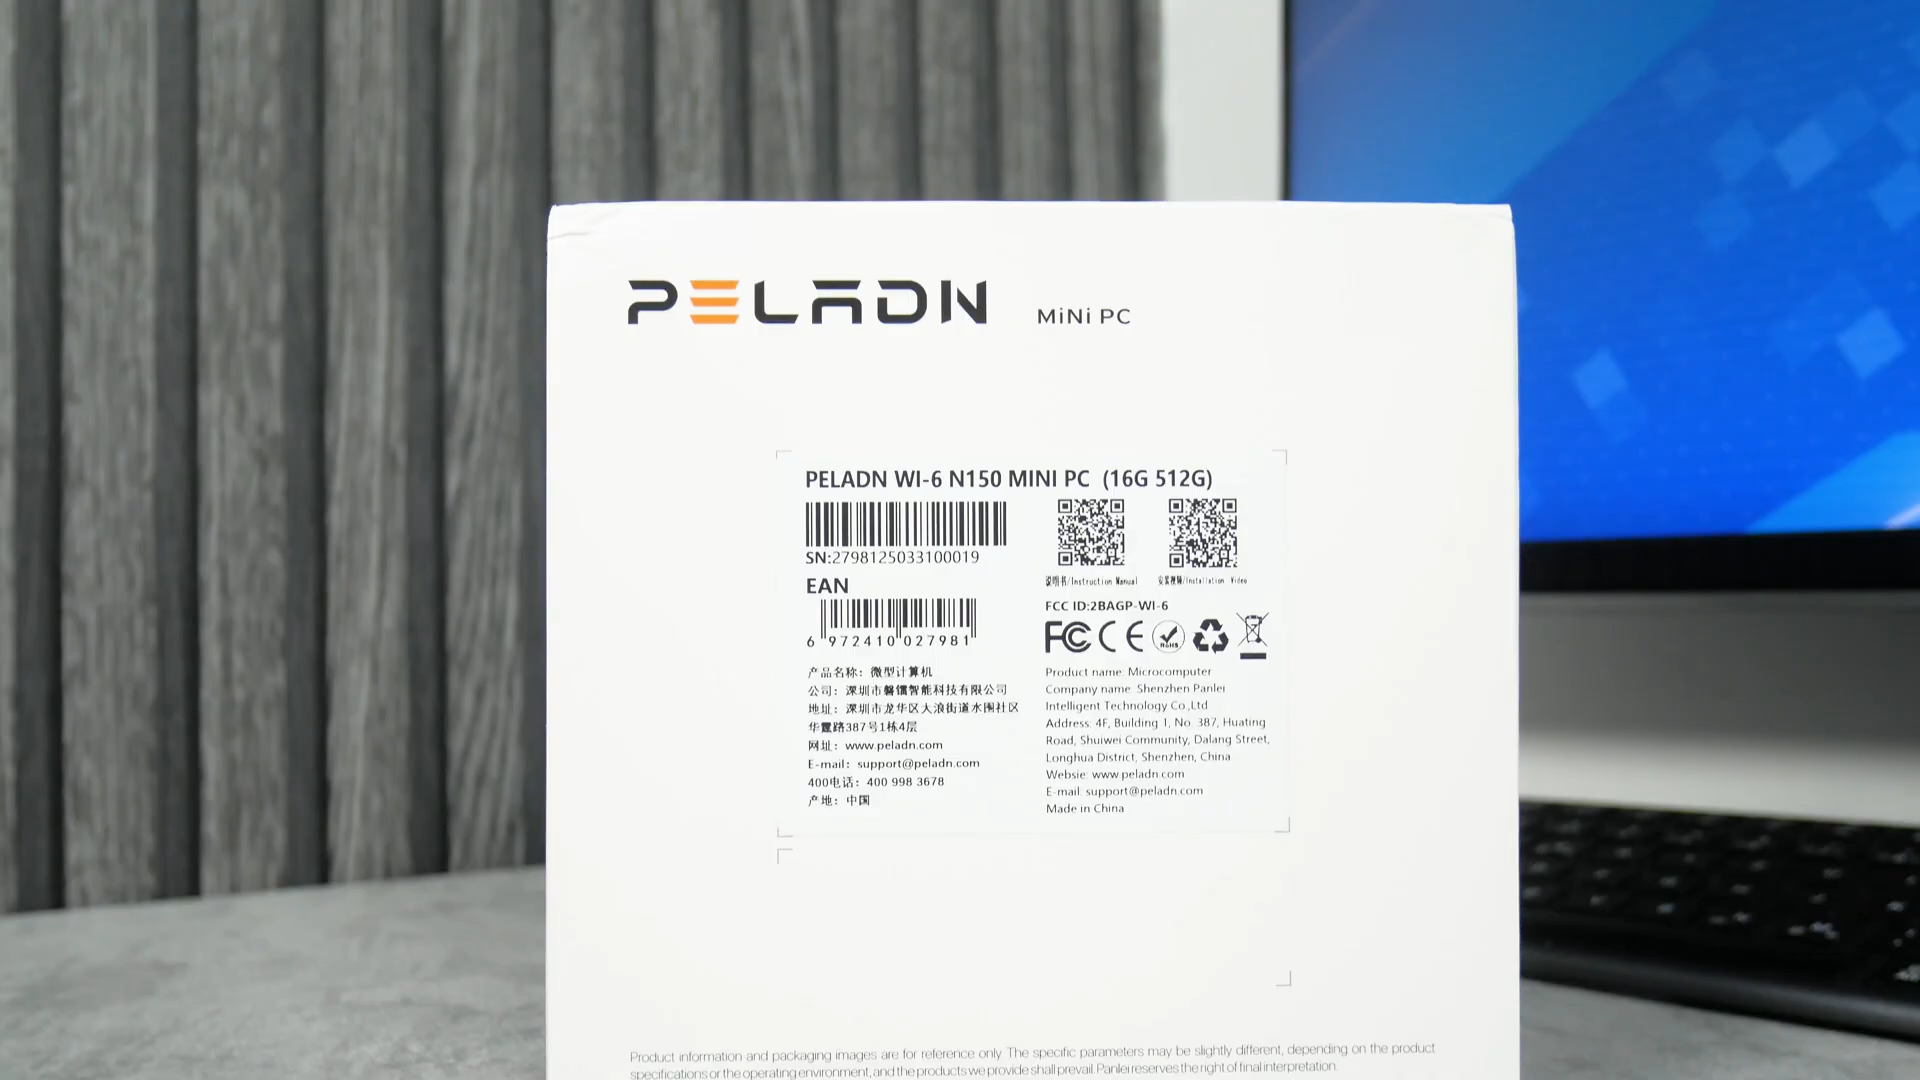 PELADN MiNi PC
PELADN WI-6 N150 MINI PC (16G 512G)
SN:2798125033100019
EAN
6 972410 027981
产品名称：微型计算机
公司：深圳市磐镭智能科技有限公司
地址：深圳市龙华区大浪街道水围社区
华霆路387号1栋4层
网址：www.peladn.com
E-mail：support@peladn.com
400电话：400 998 3678
产地：中国
说明书/Instruction Manual
安装视频/Installation Video
FCC ID:2BAGP-WI-6
FC CE RoHS
Product name: Microcomputer
Company name: Shenzhen Panlei
Intelligent Technology Co.,Ltd
Address: 4F, Building 1, No. 387, Huating
Road, Shuiwei Community, Dalang Street,
Longhua District, Shenzhen, China
Websie: www.peladn.com
E-mail: support@peladn.com
Made in China
Product information and packaging images are for reference only. The specific parameters may be slightly different, depending on the product
specifications or the operating environment, and the products we provide shall prevail. Panlei reserves the right of final interpretation.